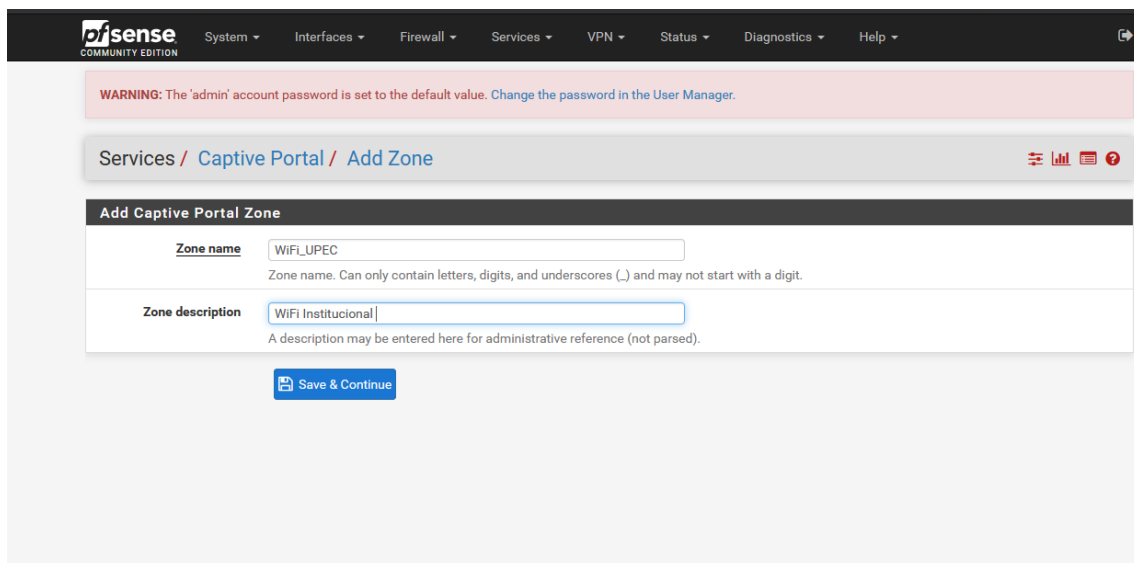 pfsense
COMMUNITY EDITION
System Interfaces Firewall Services VPN Status Diagnostics Help
WARNING: The 'admin' account password is set to the default value. Change the password in the User Manager.
Services / Captive Portal / Add Zone
Add Captive Portal Zone
Zone name WiFi_UPEC
Zone name. Can only contain letters, digits, and underscores (_) and may not start with a digit.
Zone description WiFi Institucional
A description may be entered here for administrative reference (not parsed).
Save & Continue